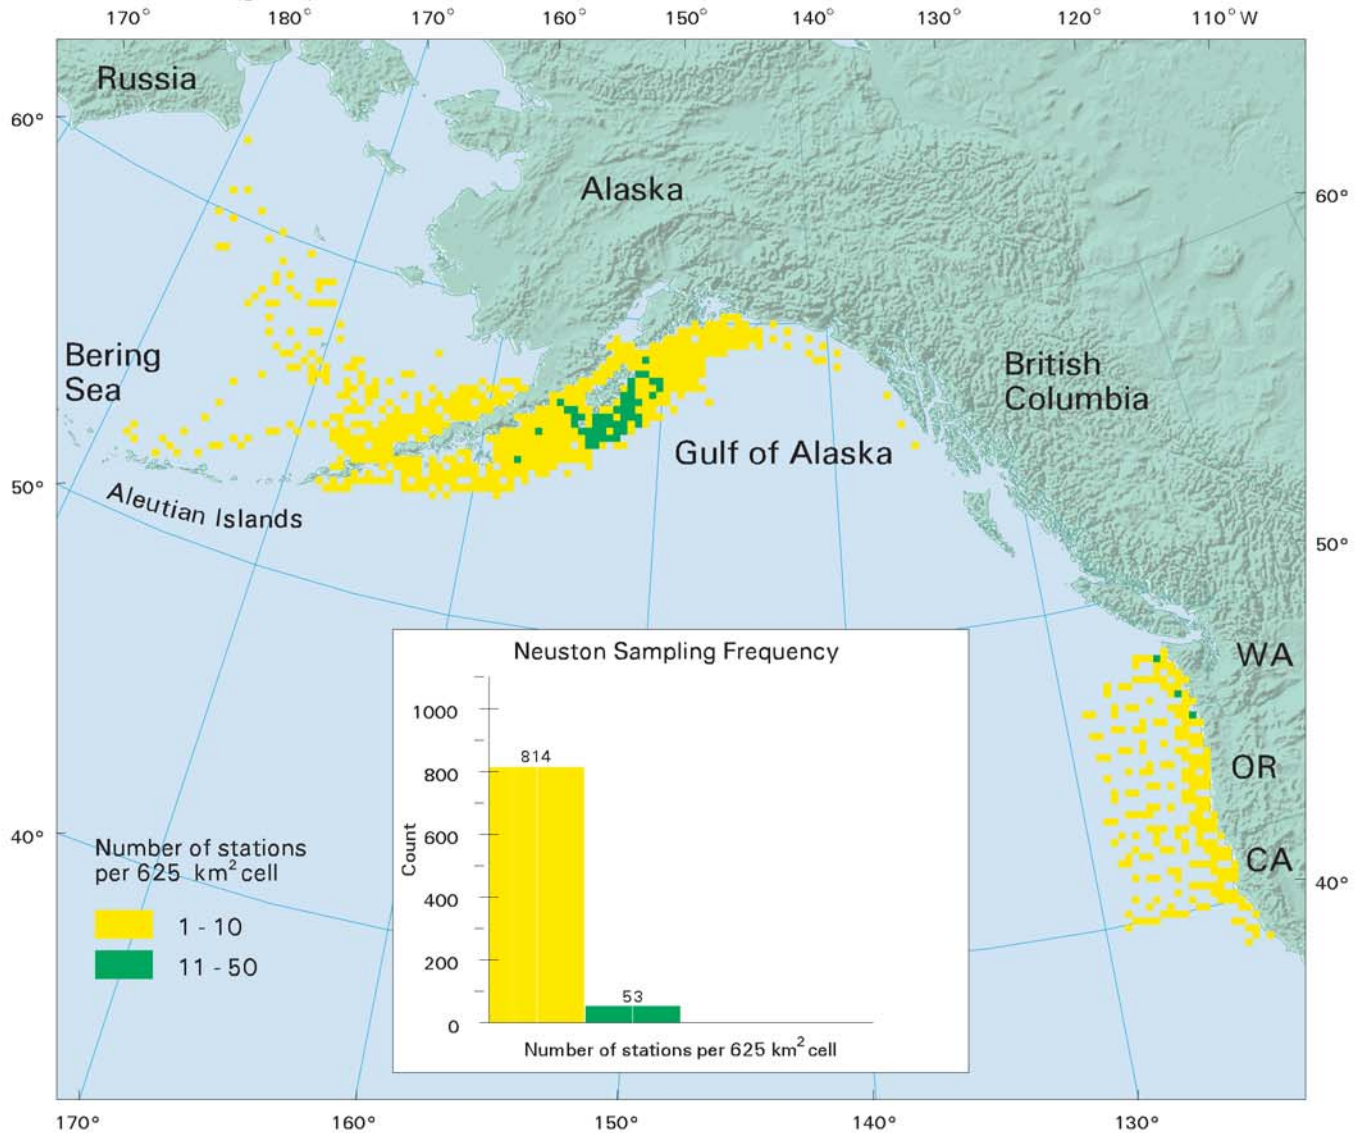 170° 180° 170° 160° 150° 140° 130° 120° 110°W
Russia
60°
Alaska
60°
Bering
Sea
British
Columbia
Gulf of Alaska
50°
Aleutian Islands
50°
Neuston Sampling Frequency
WA
1000
814
OR
800
40°
Number of stations
per 625 km² cell
600
Count
CA
400
40°
1 - 10
11 - 50
200
53
0
Number of stations per 625 km² cell
170° 160° 150° 140° 130°